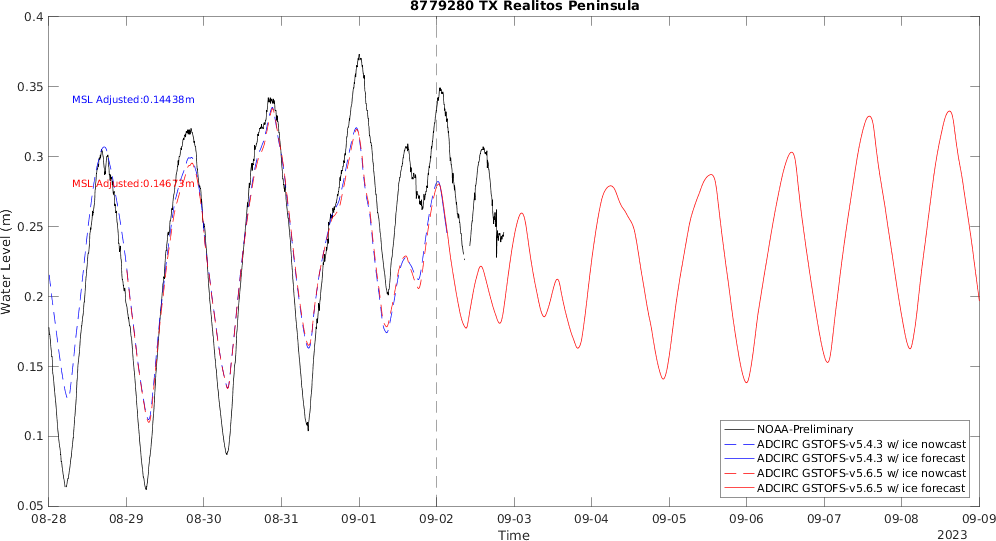 8779280 TX Realitos Peninsula
0.4
0.35
0.3
0.25
0.2
0.15
0.1
0.05
Water Level (m)
MSL Adjusted:0.14438m
MSL Adjusted:0.14673m
NOAA-Preliminary
ADCIRC GSTOFS-v5.4.3 w/ ice nowcast
ADCIRC GSTOFS-v5.4.3 w/ ice forecast
ADCIRC GSTOFS-v5.6.5 w/ ice nowcast
ADCIRC GSTOFS-v5.6.5 w/ ice forecast
08-28 08-29 08-30 08-31 09-01 09-02 09-03 09-04 09-05 09-06 09-07 09-08 09-09
Time
2023